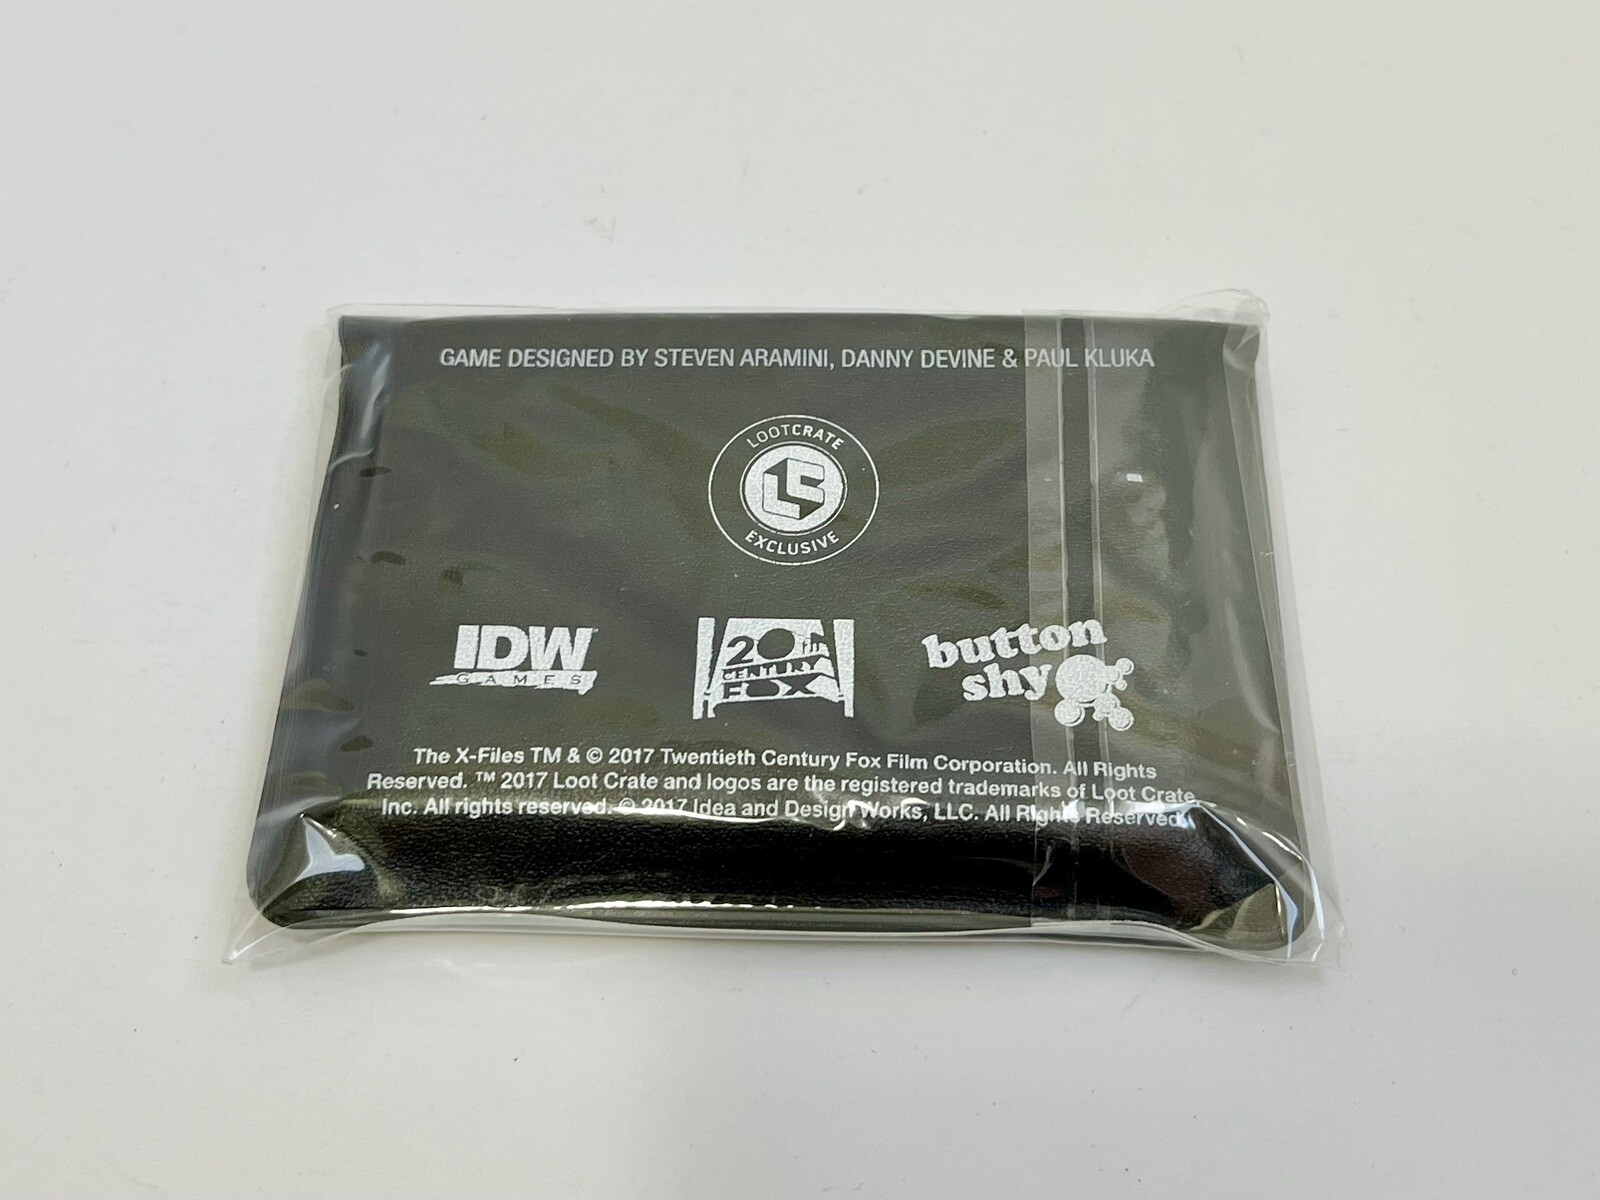 GAME DESIGNED BY STEVEN ARAMINI, DANNY DEVINE & PAUL KLUKA
LOOTCRATE
EXCLUSIVE
IDW
GAMES
20th
CENTURY
FOX
button
shy
The X-Files TM & © 2017 Twentieth Century Fox Film Corporation. All Rights
Reserved. ™ 2017 Loot Crate and logos are the registered trademarks of Loot Crate
Inc. All rights reserved. © 2017 Idea and Design Works, LLC. All Rights Reserved.